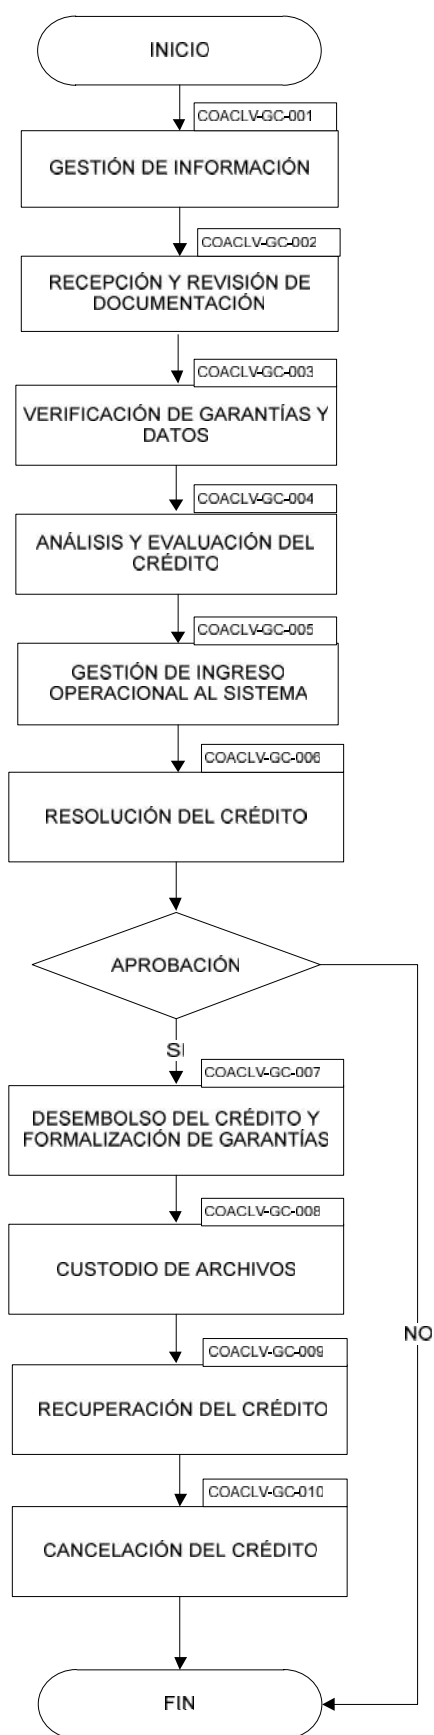 INICIO
COACLV-GC-001
GESTIÓN DE INFORMACIÓN
COACLV-GC-002
RECEPCIÓN Y REVISIÓN DE
DOCUMENTACIÓN
COACLV-GC-003
VERIFICACIÓN DE GARANTÍAS Y
DATOS
COACLV-GC-004
ANÁLISIS Y EVALUACIÓN DEL
CRÉDITO
COACLV-GC-005
GESTIÓN DE INGRESO
OPERACIONAL AL SISTEMA
COACLV-GC-006
RESOLUCIÓN DEL CRÉDITO
APROBACIÓN
SI
COACLV-GC-007
DESEMBOLSO DEL CRÉDITO Y
FORMALIZACIÓN DE GARANTÍAS
COACLV-GC-008
CUSTODIO DE ARCHIVOS
NO
COACLV-GC-009
RECUPERACIÓN DEL CRÉDITO
COACLV-GC-010
CANCELACIÓN DEL CRÉDITO
FIN